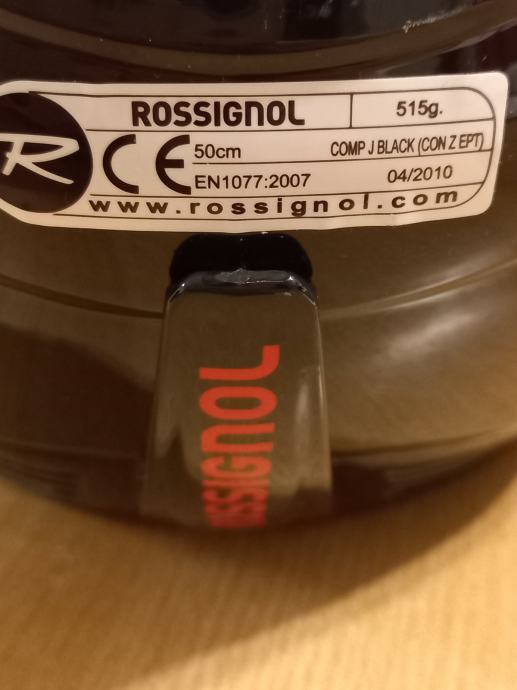 ROSSIGNOL 515g.
R CE 50cm COMP J BLACK (CON Z EPT)
EN1077:2007 04/2010
www.rossignol.com
ROSSIGNOL